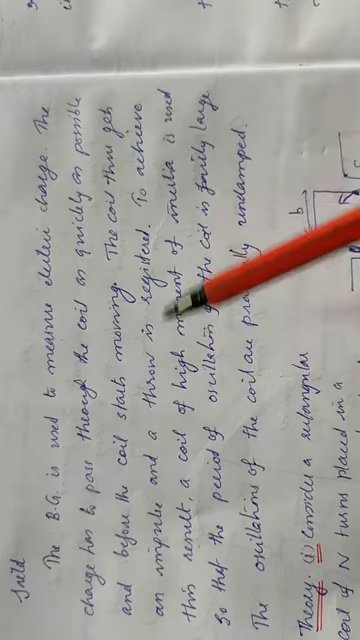 field
The B.G. is used to measure electric charge. The
charge has to pass through the coil as quickly as possible
and before the coil starts moving. The coil thus gets
an impulse and a throw is registered. To achieve
this result, a coil of high moment of inertia is used
So that the period of oscillation of the coil is fairly large.
The oscillations of the coil are practically undamped.
Theory: (i) Consider a rectangular
coil of N turns placed in a
b